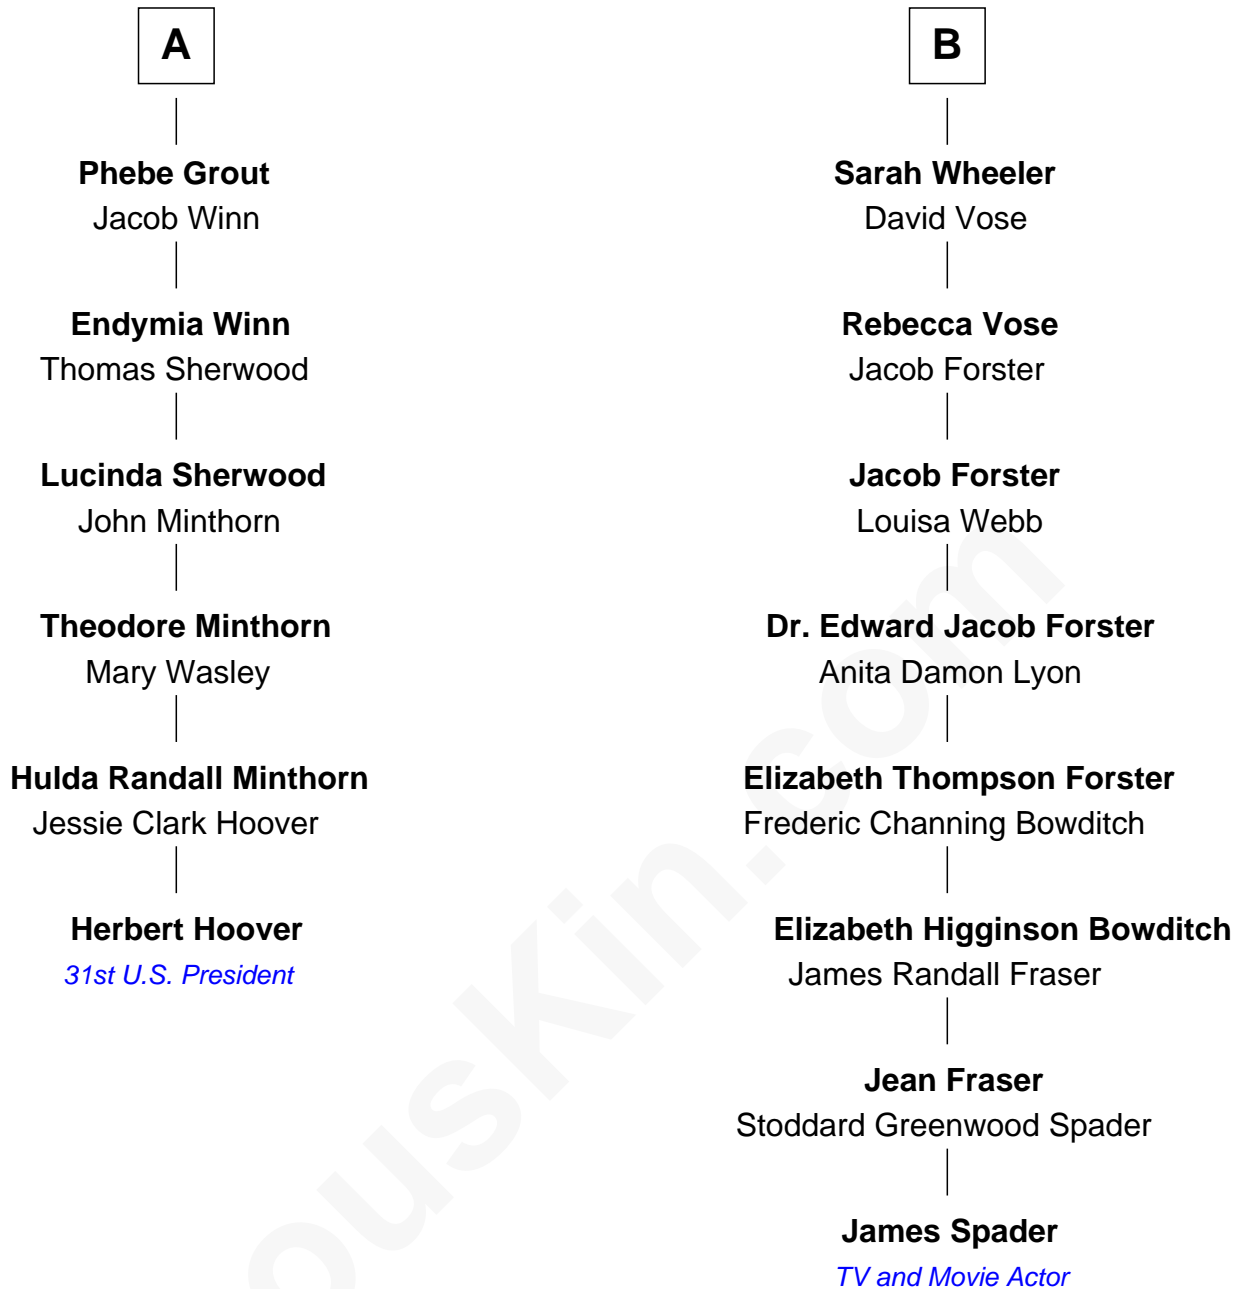 A
Phebe Grout
Jacob Winn
Endymia Winn
Thomas Sherwood
Lucinda Sherwood
John Minthorn
Theodore Minthorn
Mary Wasley
Hulda Randall Minthorn
Jessie Clark Hoover
Herbert Hoover
31st U.S. President
B
Sarah Wheeler
David Vose
Rebecca Vose
Jacob Forster
Jacob Forster
Louisa Webb
Dr. Edward Jacob Forster
Anita Damon Lyon
Elizabeth Thompson Forster
Frederic Channing Bowditch
Elizabeth Higginson Bowditch
James Randall Fraser
Jean Fraser
Stoddard Greenwood Spader
James Spader
TV and Movie Actor
ousKin.com